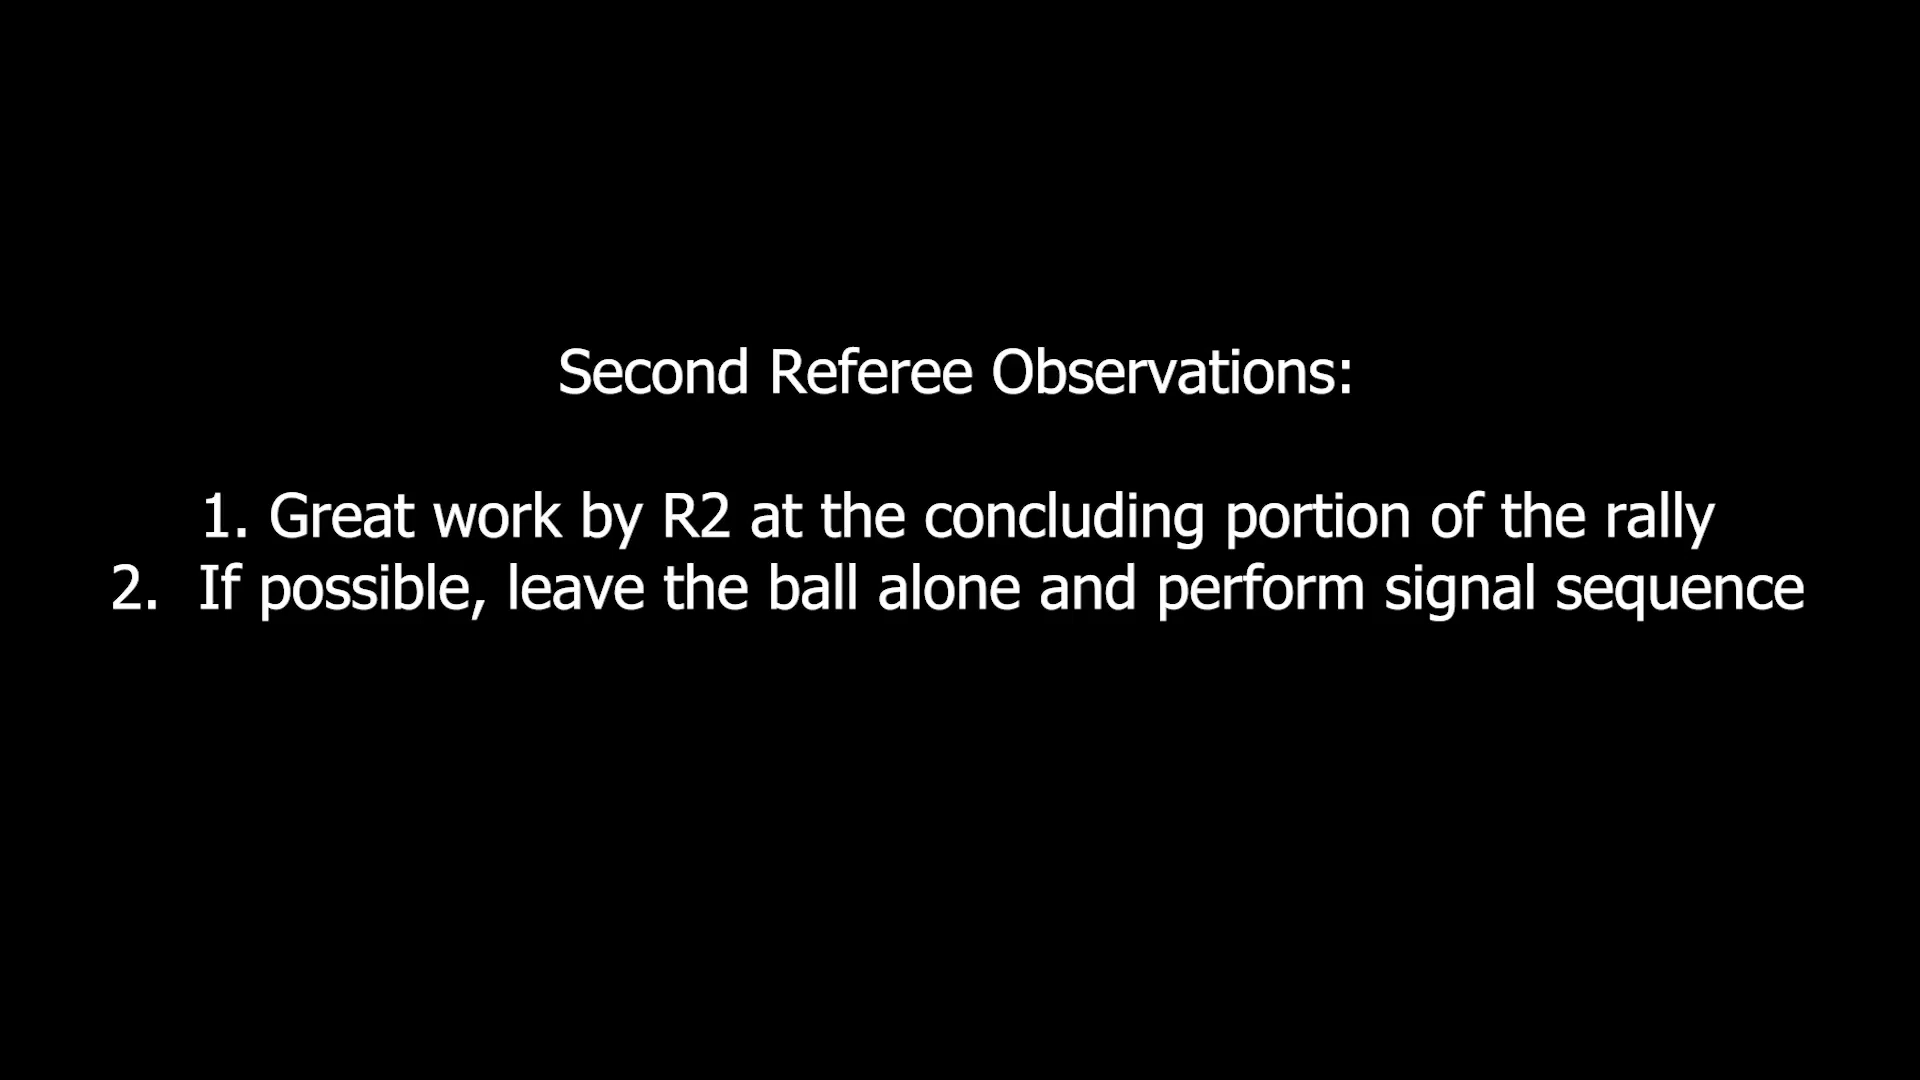 Second Referee Observations:
1. Great work by R2 at the concluding portion of the rally
2.  If possible, leave the ball alone and perform signal sequence